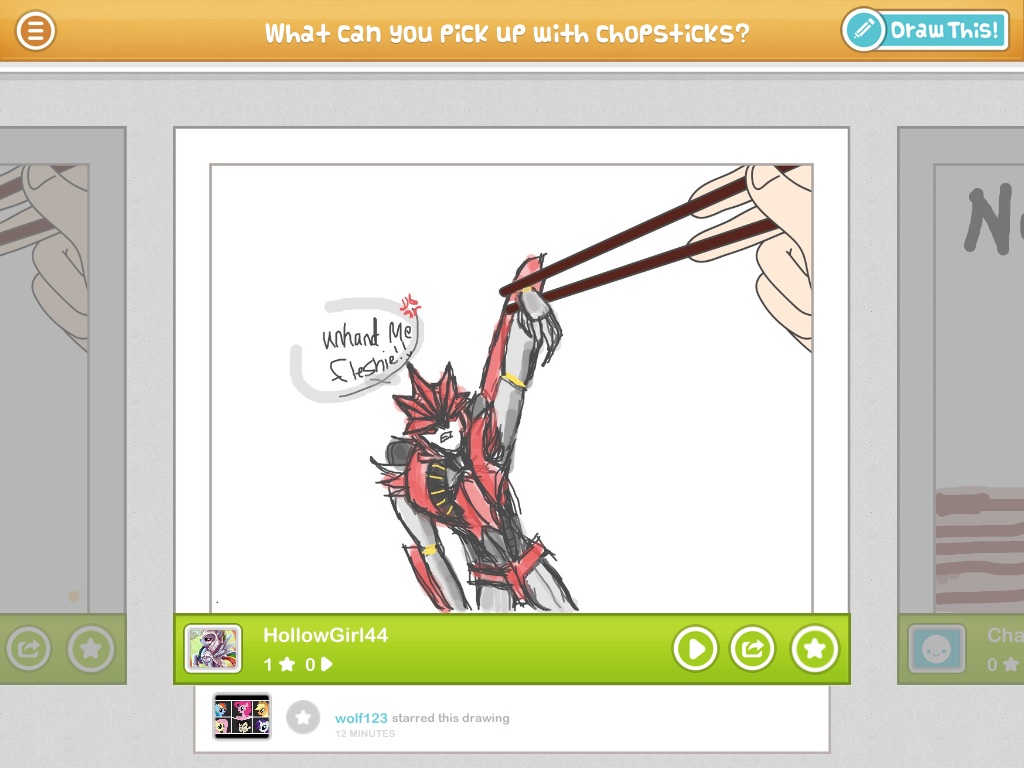 What can you pick up with chopsticks?
Draw This!
unhand Me
fleshie!..
HollowGirl44
1 0
Cha
0
wolf123 starred this drawing
12 MINUTES